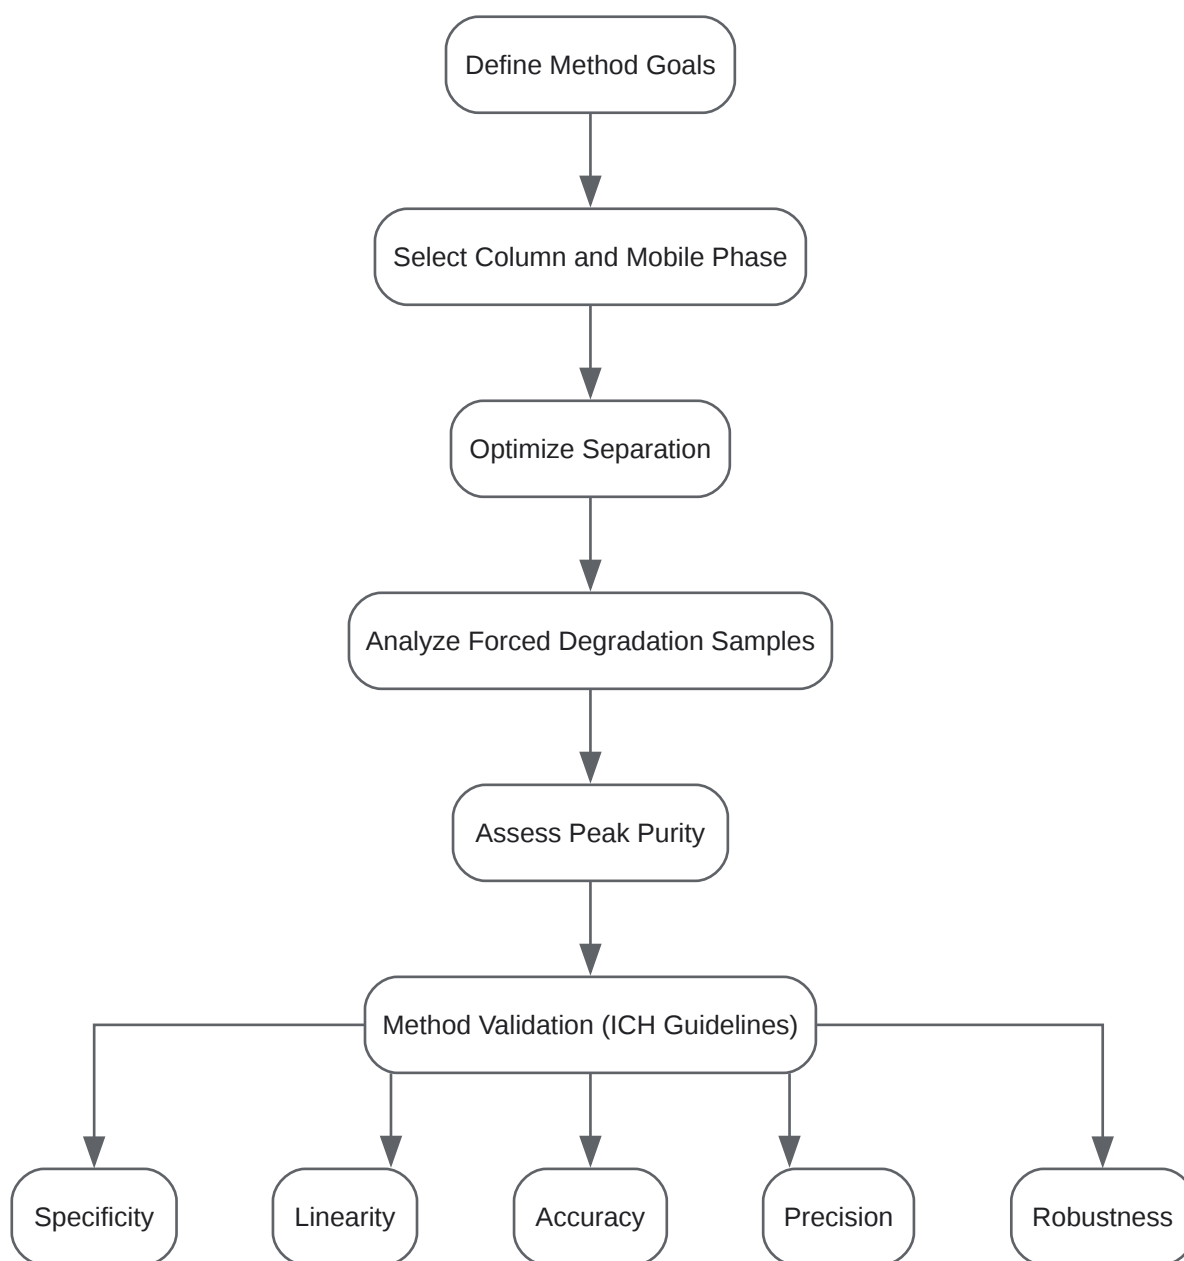 Define Method Goals
Select Column and Mobile Phase
Optimize Separation
Analyze Forced Degradation Samples
Assess Peak Purity
Method Validation (ICH Guidelines)
Specificity
Linearity
Accuracy
Precision
Robustness